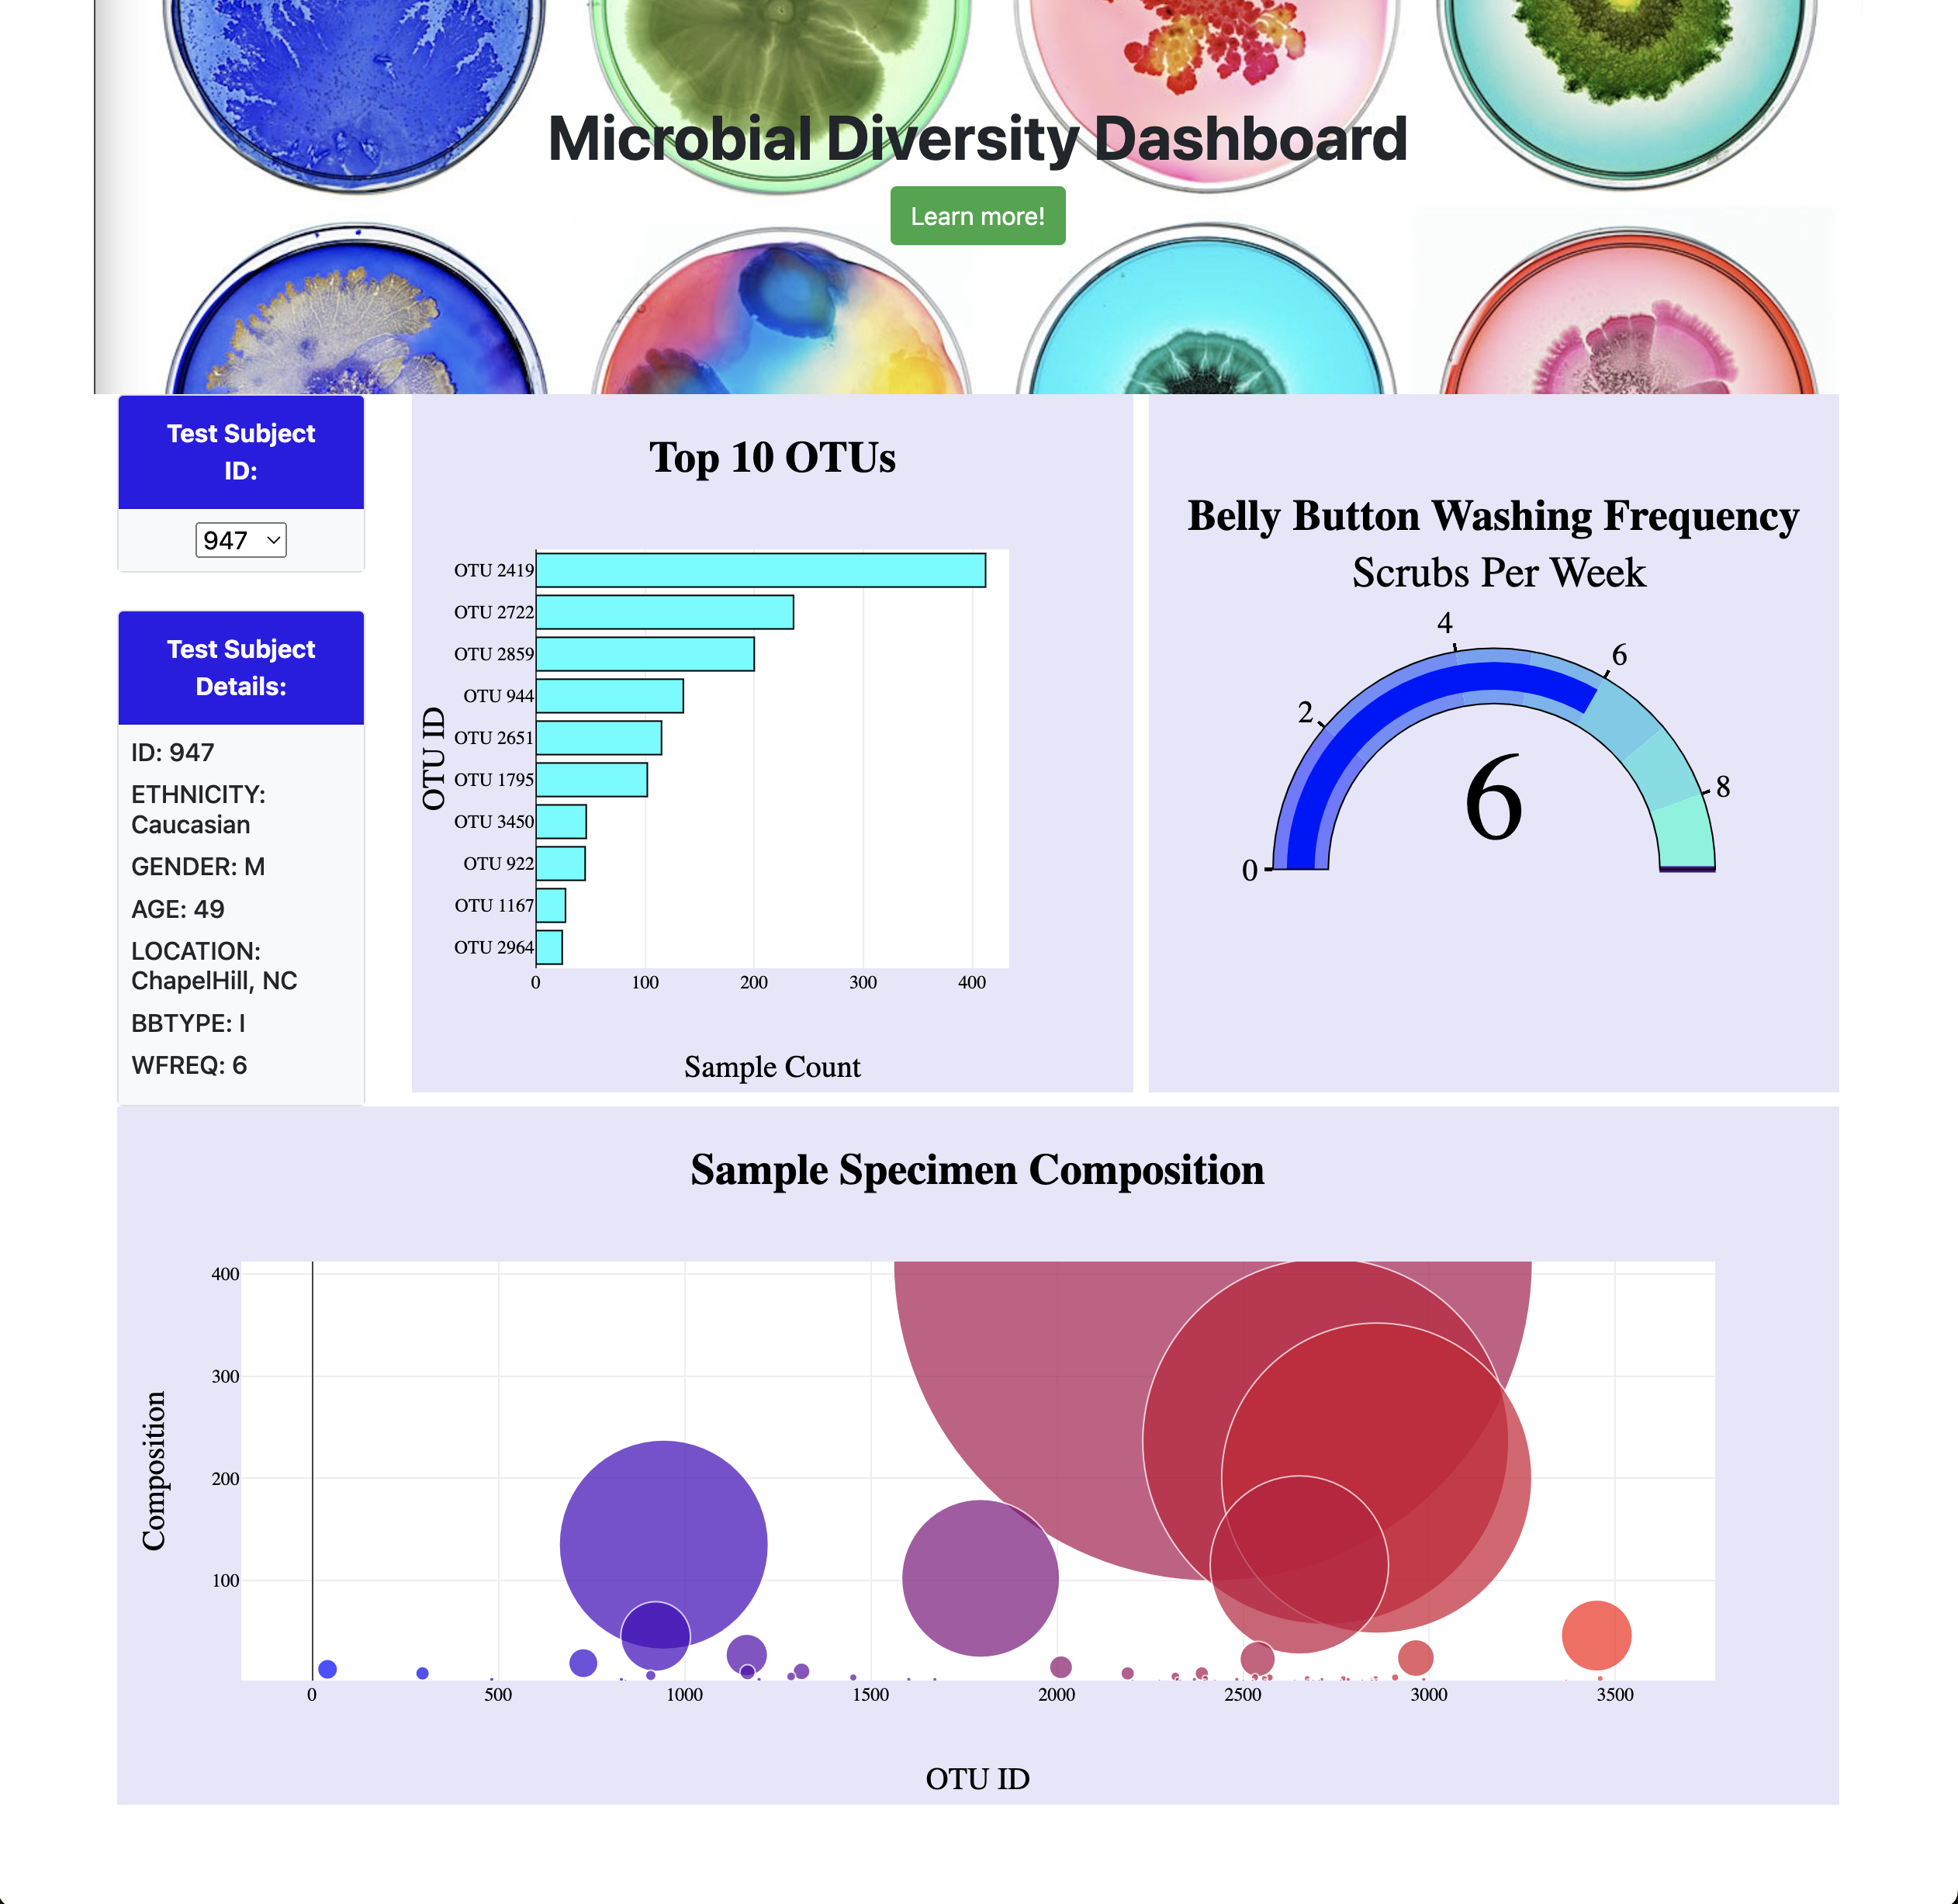 Microbial Diversity Dashboard
Learn more!
Test Subject
ID:
947
Test Subject
Details:
ID: 947
ETHNICITY:
Caucasian
GENDER: M
AGE: 49
LOCATION:
ChapelHill, NC
BBTYPE: I
WFREQ: 6
Top 10 OTUs
OTU ID
OTU 2419
OTU 2722
OTU 2859
OTU 944
OTU 2651
OTU 1795
OTU 3450
OTU 922
OTU 1167
OTU 2964
0 100 200 300 400
Sample Count
Belly Button Washing Frequency
Scrubs Per Week
0
2
4
6
8
6
Sample Specimen Composition
Composition
400
300
200
100
0 500 1000 1500 2000 2500 3000 3500
OTU ID